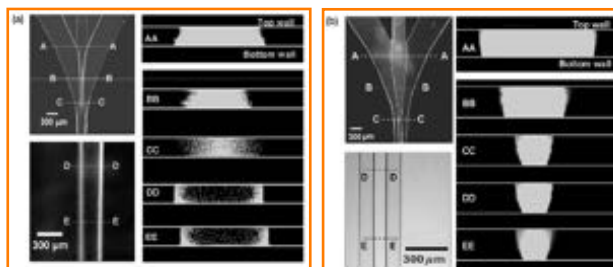 (a)
Top wall
A A AA
Bottom wall
B B
C C
300 µm
BB
CC
D D
DD
E E
EE
300 µm
(b)
Top wall
A A AA
Bottom wall
B B
BB
C C
300 µm
CC
D D
DD
E E
EE
300 µm